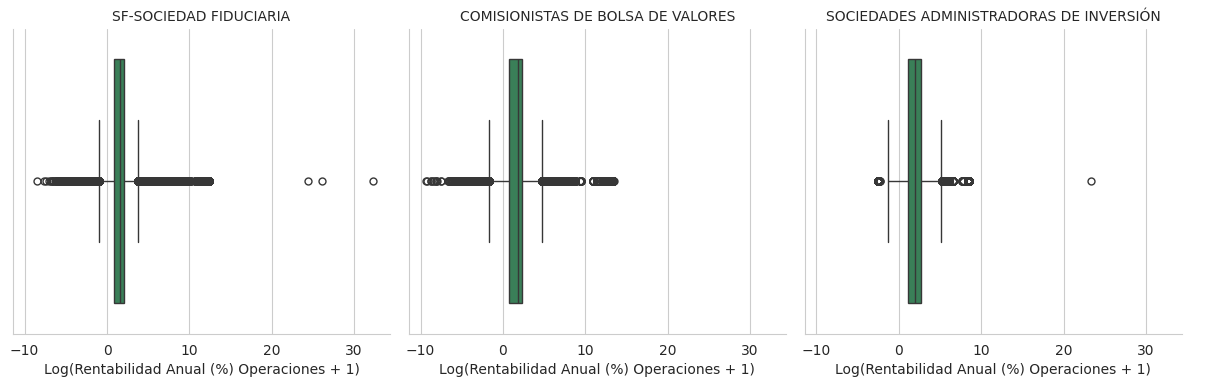 SF-SOCIEDAD FIDUCIARIA
−10 0 10 20 30
Log(Rentabilidad Anual (%) Operaciones + 1)
COMISIONISTAS DE BOLSA DE VALORES
−10 0 10 20 30
Log(Rentabilidad Anual (%) Operaciones + 1)
SOCIEDADES ADMINISTRADORAS DE INVERSIÓN
−10 0 10 20 30
Log(Rentabilidad Anual (%) Operaciones + 1)